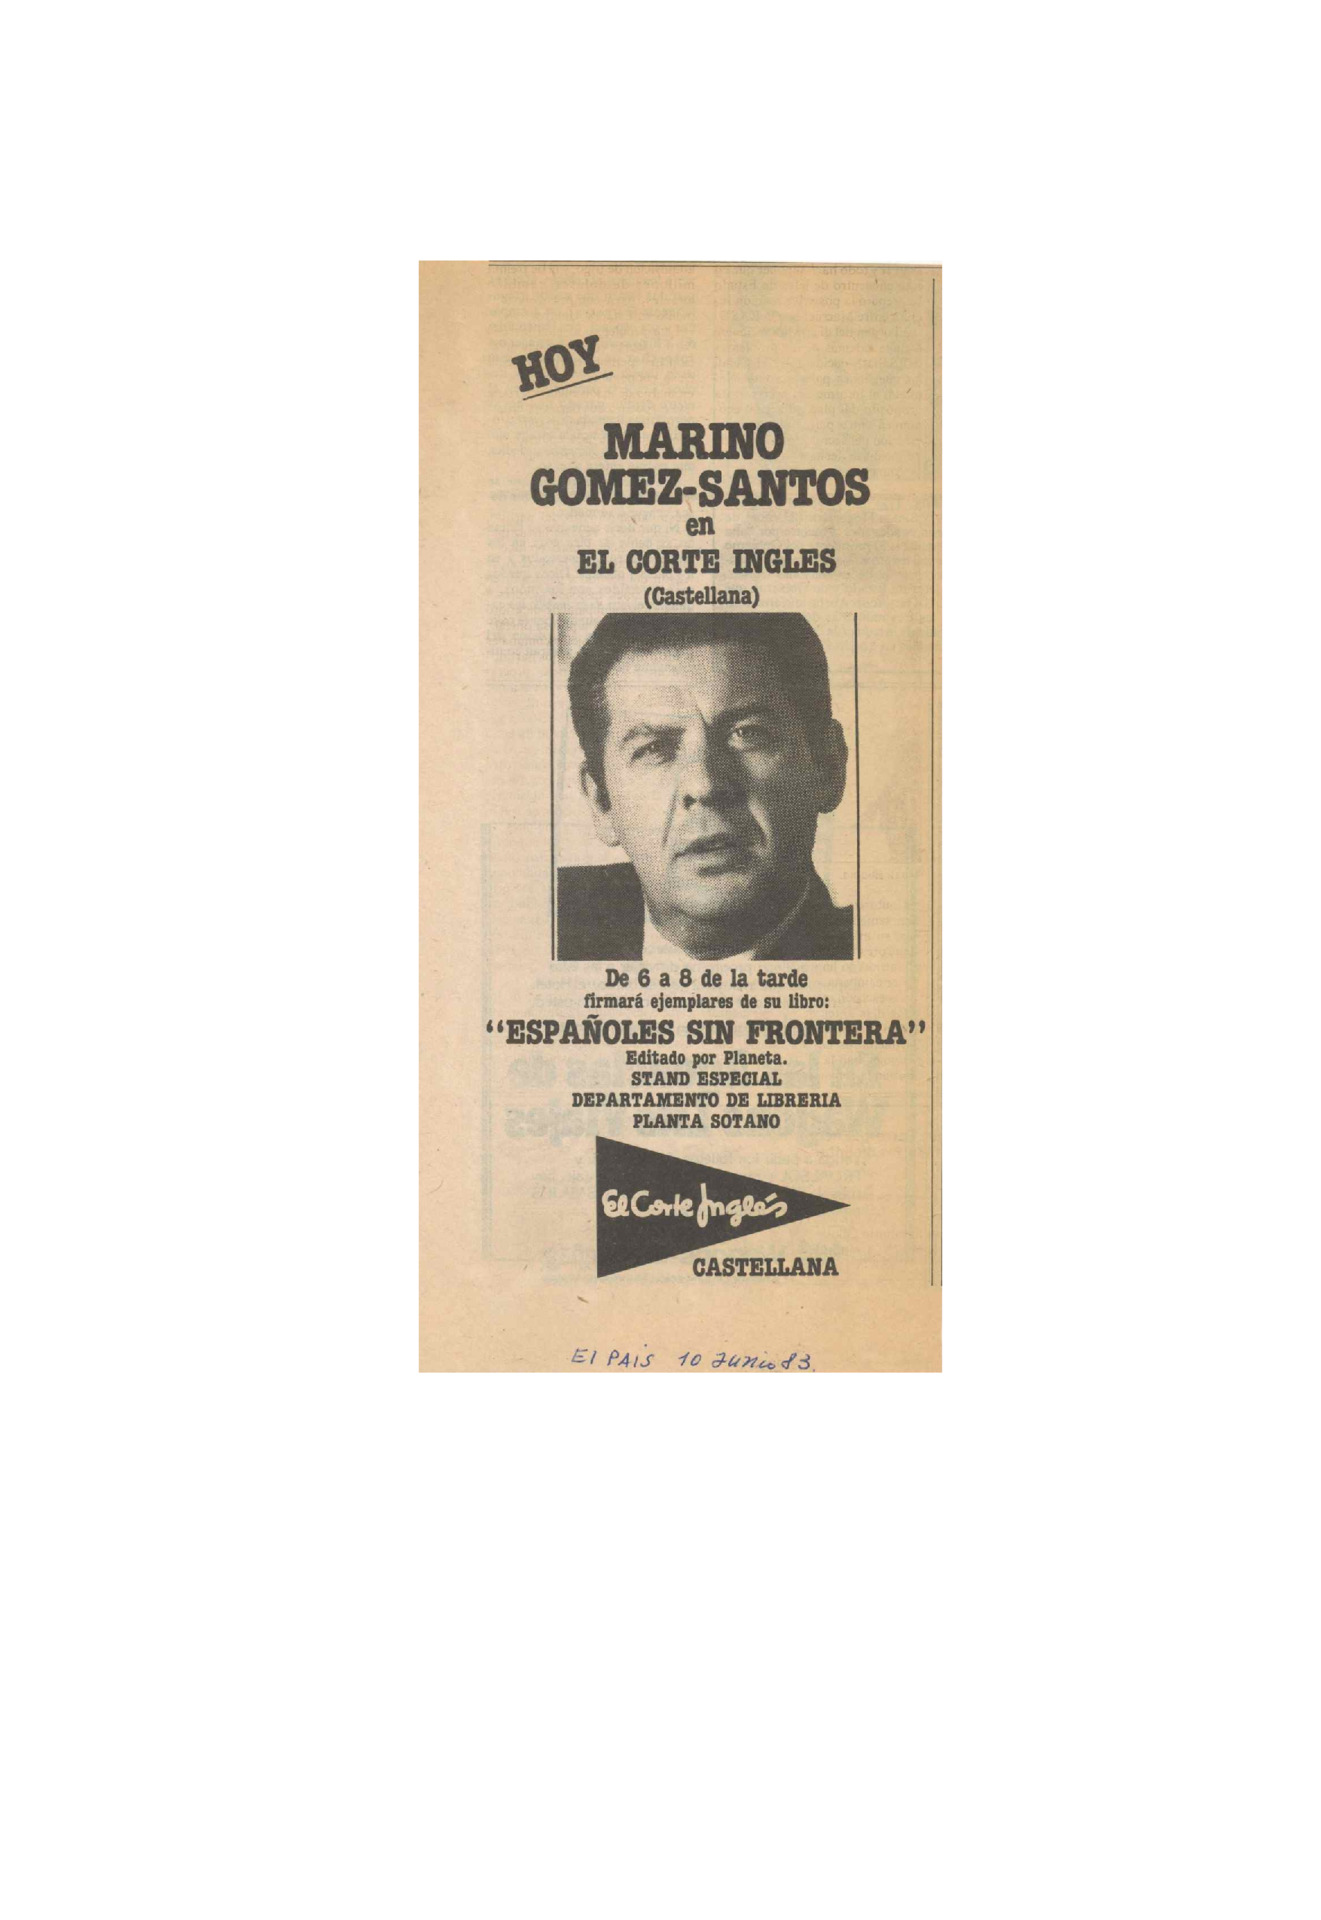 HOY
MARINO
GOMEZ-SANTOS
en
EL CORTE INGLES
(Castellana)
De 6 a 8 de la tarde
firmará ejemplares de su libro:
“ESPAÑOLES SIN FRONTERA”
Editado por Planeta.
STAND ESPECIAL
DEPARTAMENTO DE LIBRERIA
PLANTA SOTANO
El Corte Inglés
CASTELLANA
El PAIS 10 Junio 83.